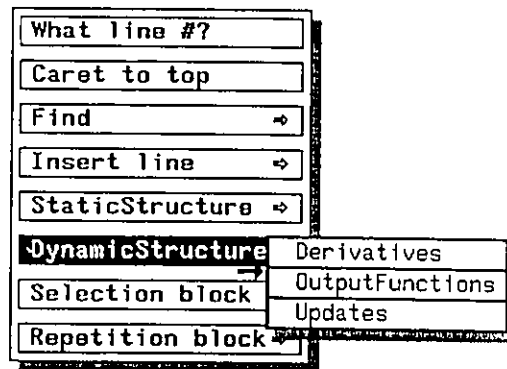 What line #?
Caret to top
Find ⇨
Insert line ⇨
StaticStructure ⇨
DynamicStructure
Derivatives
OutputFunctions
Updates
Selection block
Repetition block ⇨